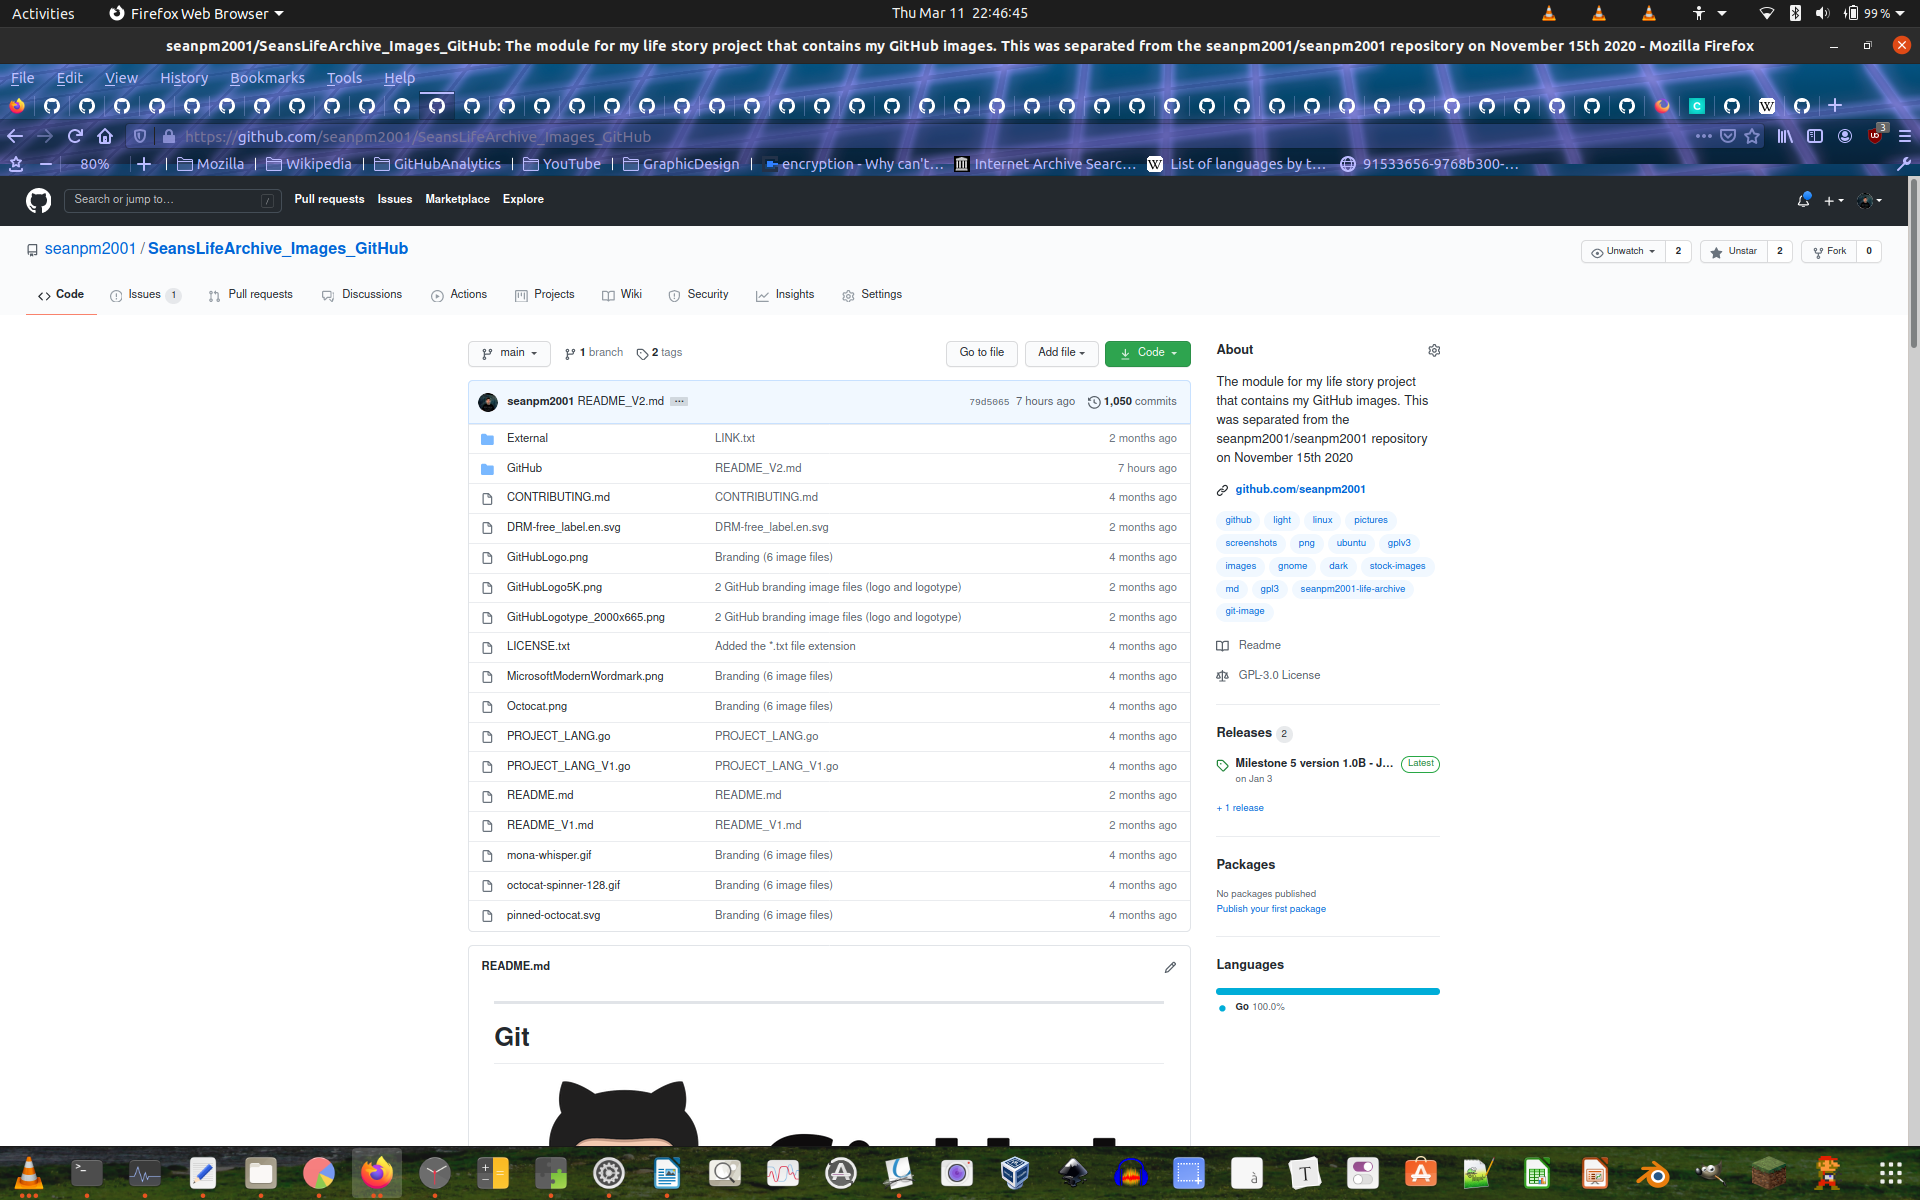 Activities Firefox Web Browser Thu Mar 11 22:46:45 99 %
seanpm2001/SeansLifeArchive_Images_GitHub: The module for my life story project that contains my GitHub images. This was separated from the seanpm2001/seanpm2001 repository on November 15th 2020 - Mozilla Firefox
File Edit View History Bookmarks Tools Help
https://github.com/seanpm2001/SeansLifeArchive_Images_GitHub 3
80% Mozilla Wikipedia GitHubAnalytics YouTube GraphicDesign encryption - Why can't… Internet Archive Searc… List of languages by t… 91533656-9768b300-…
Search or jump to… / Pull requests Issues Marketplace Explore
seanpm2001 / SeansLifeArchive_Images_GitHub Unwatch 2 Unstar 2 Fork 0
Code Issues 1 Pull requests Discussions Actions Projects Wiki Security Insights Settings
main 1 branch 2 tags Go to file Add file Code
seanpm2001 README_V2.md ... 79d5065 7 hours ago 1,050 commits
External LINK.txt 2 months ago
GitHub README_V2.md 7 hours ago
CONTRIBUTING.md CONTRIBUTING.md 4 months ago
DRM-free_label.en.svg DRM-free_label.en.svg 2 months ago
GitHubLogo.png Branding (6 image files) 4 months ago
GitHubLogo5K.png 2 GitHub branding image files (logo and logotype) 2 months ago
GitHubLogotype_2000x665.png 2 GitHub branding image files (logo and logotype) 2 months ago
LICENSE.txt Added the *.txt file extension 4 months ago
MicrosoftModernWordmark.png Branding (6 image files) 4 months ago
Octocat.png Branding (6 image files) 4 months ago
PROJECT_LANG.go PROJECT_LANG.go 4 months ago
PROJECT_LANG_V1.go PROJECT_LANG_V1.go 4 months ago
README.md README.md 2 months ago
README_V1.md README_V1.md 2 months ago
mona-whisper.gif Branding (6 image files) 4 months ago
octocat-spinner-128.gif Branding (6 image files) 4 months ago
pinned-octocat.svg Branding (6 image files) 4 months ago
README.md
Git
About
The module for my life story project
that contains my GitHub images. This
was separated from the
seanpm2001/seanpm2001 repository
on November 15th 2020
github.com/seanpm2001
github light linux pictures
screenshots png ubuntu gplv3
images gnome dark stock-images
md gpl3 seanpm2001-life-archive
git-image
Readme
GPL-3.0 License
Releases 2
Milestone 5 version 1.0B - J… Latest
on Jan 3
+ 1 release
Packages
No packages published
Publish your first package
Languages
Go 100.0%